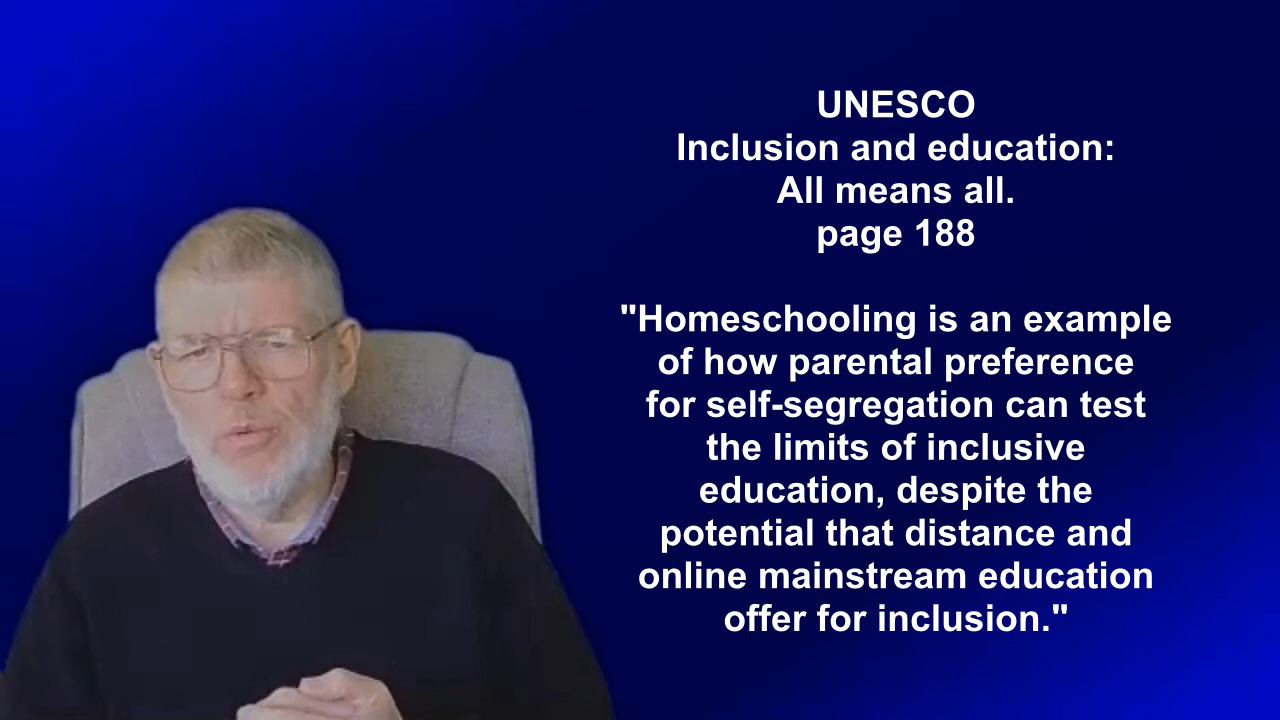 UNESCO
Inclusion and education:
All means all.
page 188
"Homeschooling is an example
of how parental preference
for self-segregation can test
the limits of inclusive
education, despite the
potential that distance and
online mainstream education
offer for inclusion."